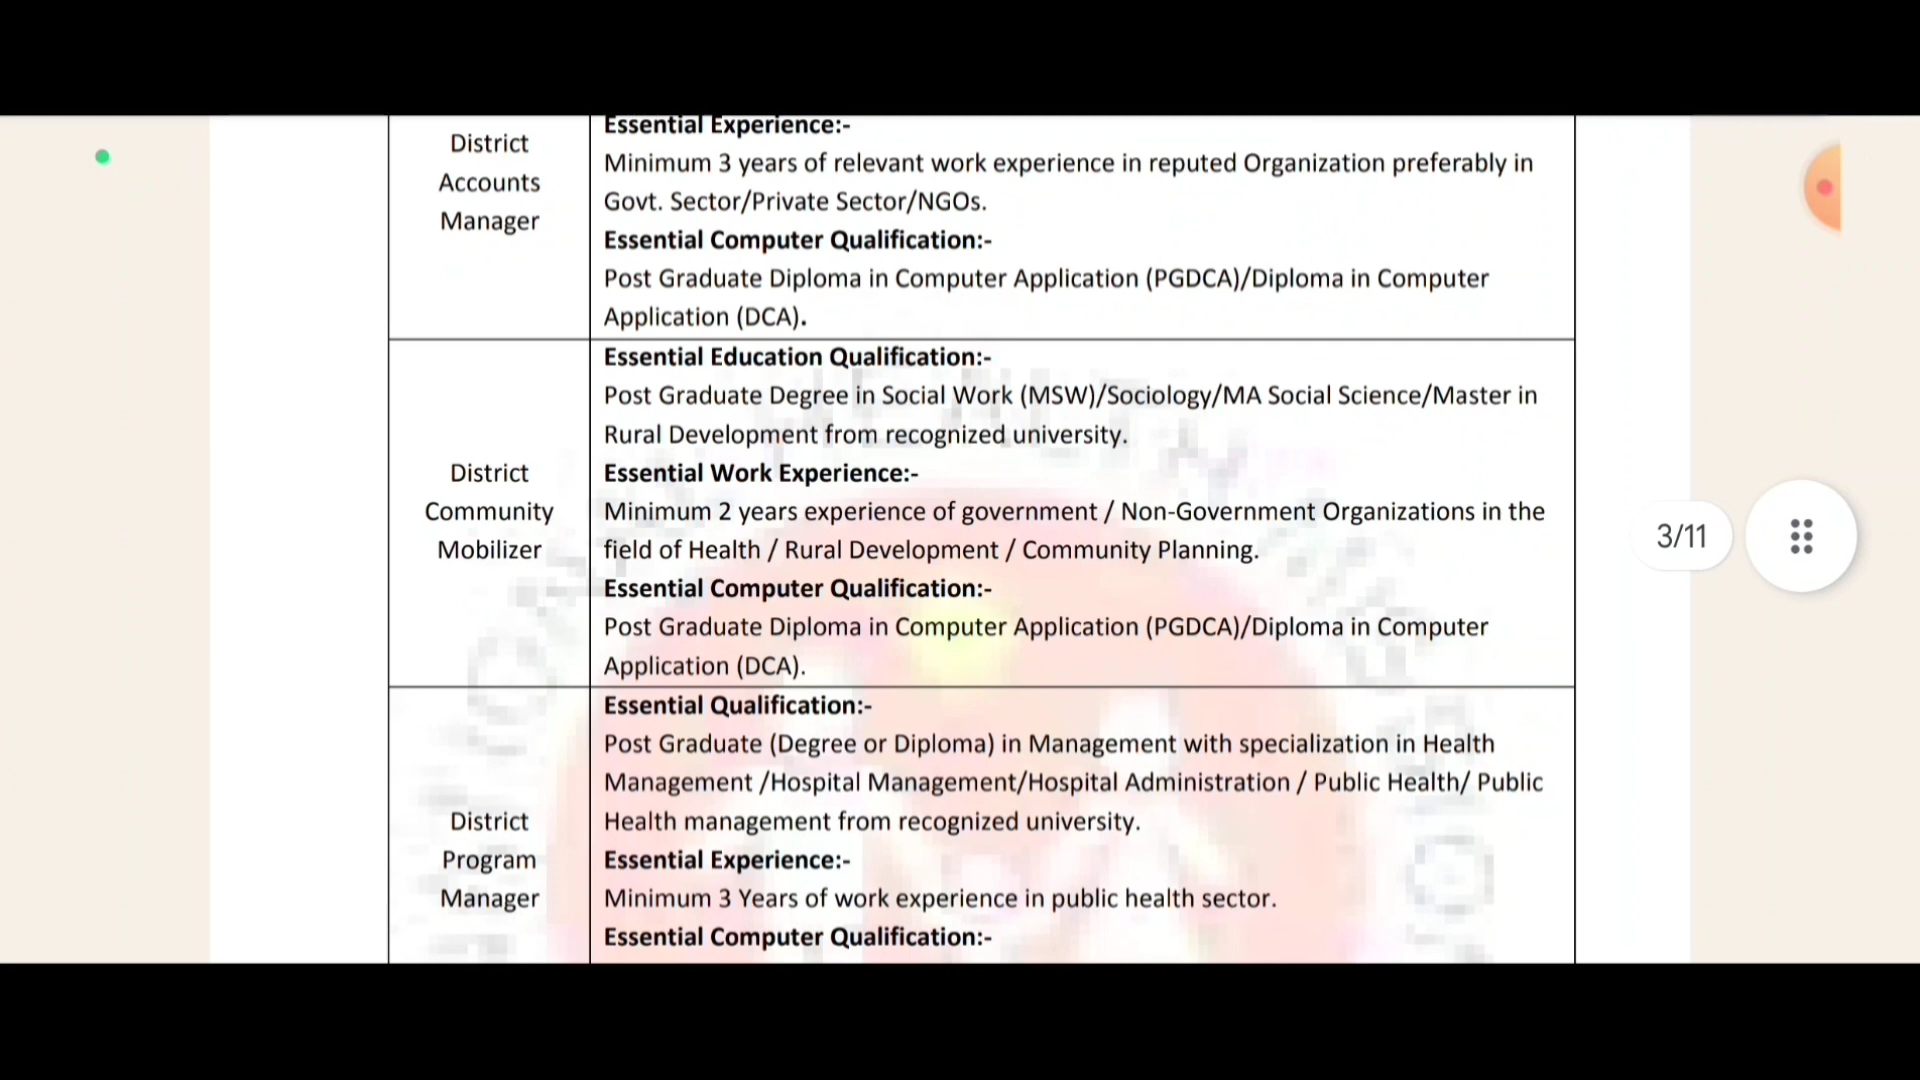 Essential Experience:-
District
Accounts
Manager
Minimum 3 years of relevant work experience in reputed Organization preferably in
Govt. Sector/Private Sector/NGOs.
Essential Computer Qualification:-
Post Graduate Diploma in Computer Application (PGDCA)/Diploma in Computer
Application (DCA).
District
Community
Mobilizer
Essential Education Qualification:-
Post Graduate Degree in Social Work (MSW)/Sociology/MA Social Science/Master in
Rural Development from recognized university.
Essential Work Experience:-
Minimum 2 years experience of government / Non-Government Organizations in the
field of Health / Rural Development / Community Planning.
Essential Computer Qualification:-
Post Graduate Diploma in Computer Application (PGDCA)/Diploma in Computer
Application (DCA).
District
Program
Manager
Essential Qualification:-
Post Graduate (Degree or Diploma) in Management with specialization in Health
Management /Hospital Management/Hospital Administration / Public Health/ Public
Health management from recognized university.
Essential Experience:-
Minimum 3 Years of work experience in public health sector.
Essential Computer Qualification:-
3/11